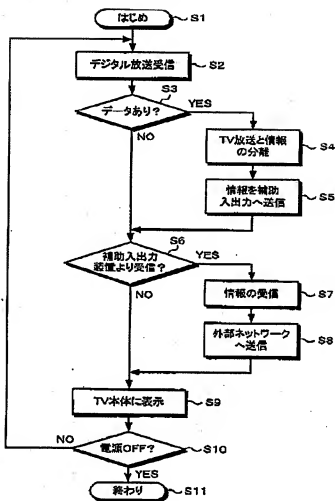 はじめ
S1
デジタル放送受信
S2
データあり?
S3
YES
NO
TV放送と情報
の分離
S4
情報を補助
入出力へ送信
S5
補助入出力
装置より受信?
S6
YES
NO
情報の受信
S7
外部ネットワーク
へ送信
S8
TV本体に表示
S9
電源OFF?
S10
NO
YES
終わり
S11